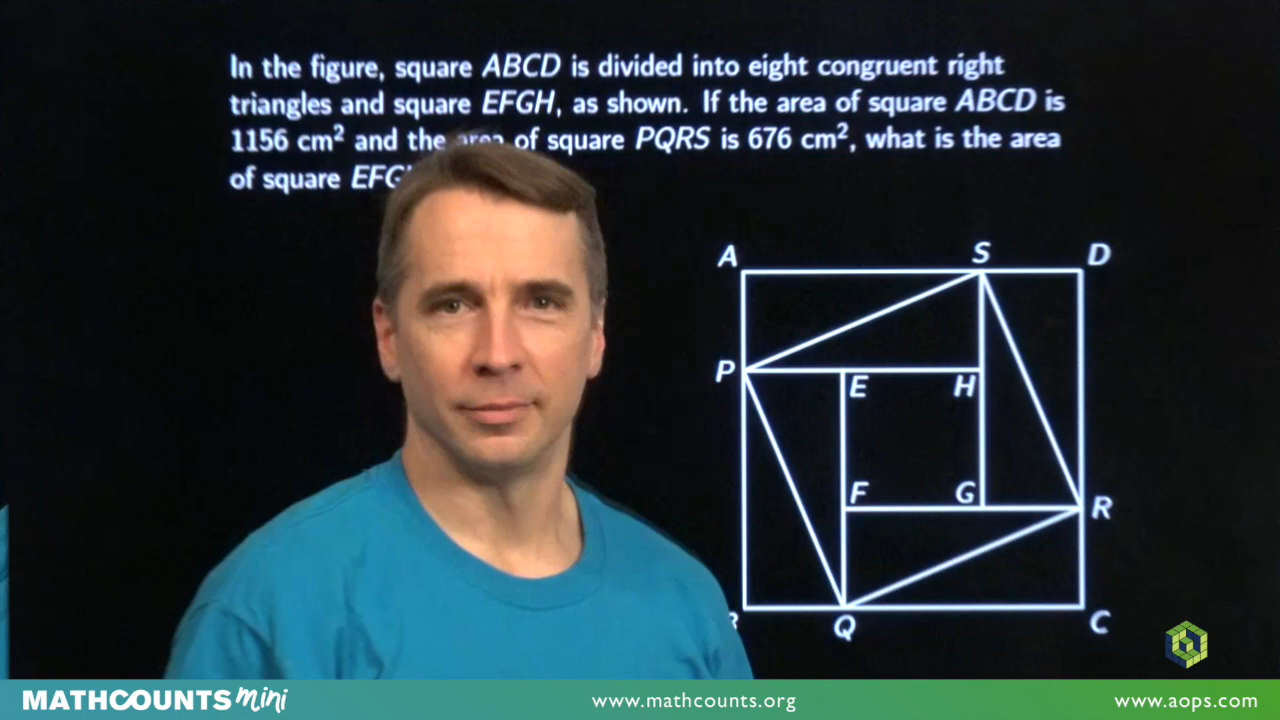 In the figure, square ABCD is divided into eight congruent right
triangles and square EFGH, as shown. If the area of square ABCD is
1156 cm² and the area of square PQRS is 676 cm², what is the area
of square
A S D
P E H
F G R
Q C
MATHCOUNTS mini www.mathcounts.org www.aops.com